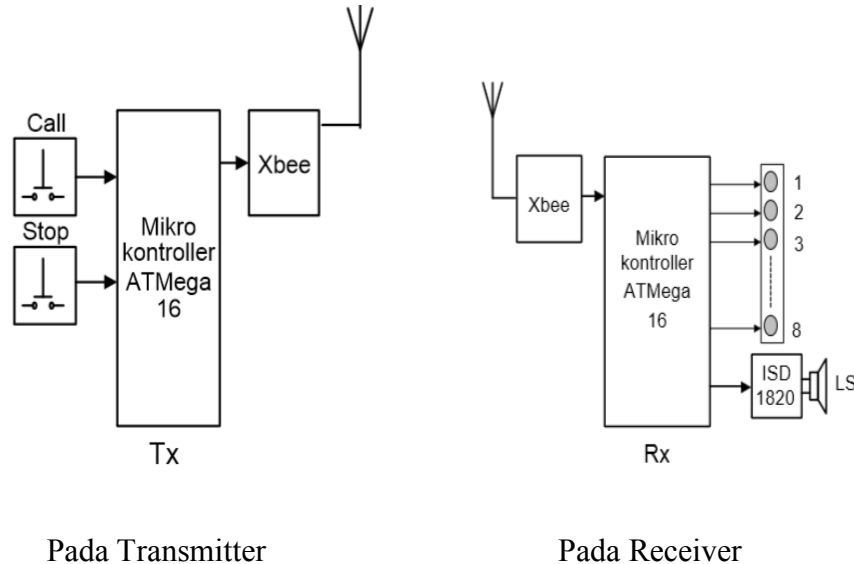 Call
Stop
Mikro
kontroller
ATMega
16
Xbee
Tx
Xbee
Mikro
kontroller
ATMega
16
1
2
3
8
ISD
1820
LS
Rx
Pada Transmitter
Pada Receiver